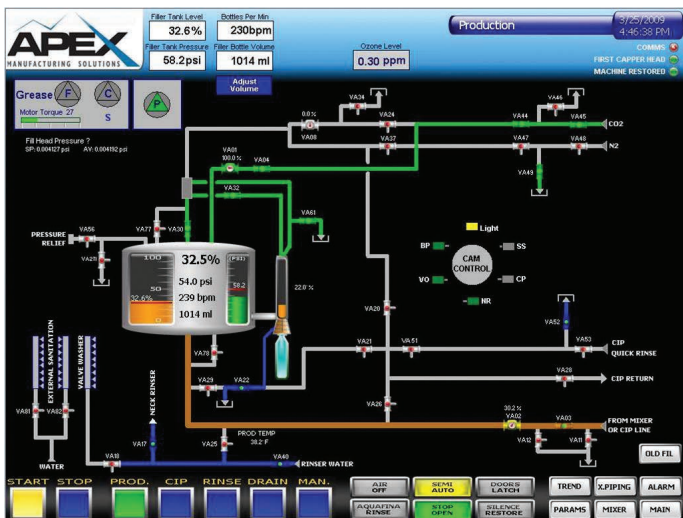 APEX
MANUFACTURING SOLUTIONS
Filler Tank Level
32.6%
Bottles Per Min
230bpm
Filler Tank Pressure
58.2psi
Filler Bottle Volume
1014 ml
Adjust
Volume
Ozone Level
0.30 ppm
Production
3/25/2009
4:46:38 PM
COMMS
FIRST CAPPER HEAD
MACHINE RESTORED
Grease
F
C
S
P
Motor Torque 27
Fill Head Pressure ?
SP: 0.004127 psi AV: 0.004192 psi
VA34
VA46
0.0 %
VA08
VA24
VA44
VA45
CO2
VA37
VA47
VA48
N2
VA01
100.0 %
VA04
VA49
VA32
VA61
VA56
VA77
VA30
PRESSURE
RELIEF
Light
BP
SS
CAM
CONTROL
VO
CP
NR
100
50
32.6%
32.5%
54.0 psi
239 bpm
1014 ml
(PSI)
58.2
22.0 %
VA20
VA52
VA78
VA21
VA51
VA53
CIP
QUICK RINSE
VA29
VA22
VA28
CIP RETURN
EXTERNAL SANITATION
VALVE WASHER
NECK RINSER
VA26
30.2 %
VA02
VA03
FROM MIXER
OR CIP LINE
VA81
VA82
VA17
VA25
PROD TEMP
38.2° F
VA12
VA11
WATER
VA18
VA40
RINSER WATER
OLD FIL
START
STOP
PROD.
CIP
RINSE
DRAIN
MAN.
AIR
OFF
SEMI
AUTO
DOORS
LATCH
TREND
X.PIPING
ALARM
AQUAFINA
RINSE
STOP
OPEN
SILENCE
RESTORE
PARAMS
MIXER
MAIN